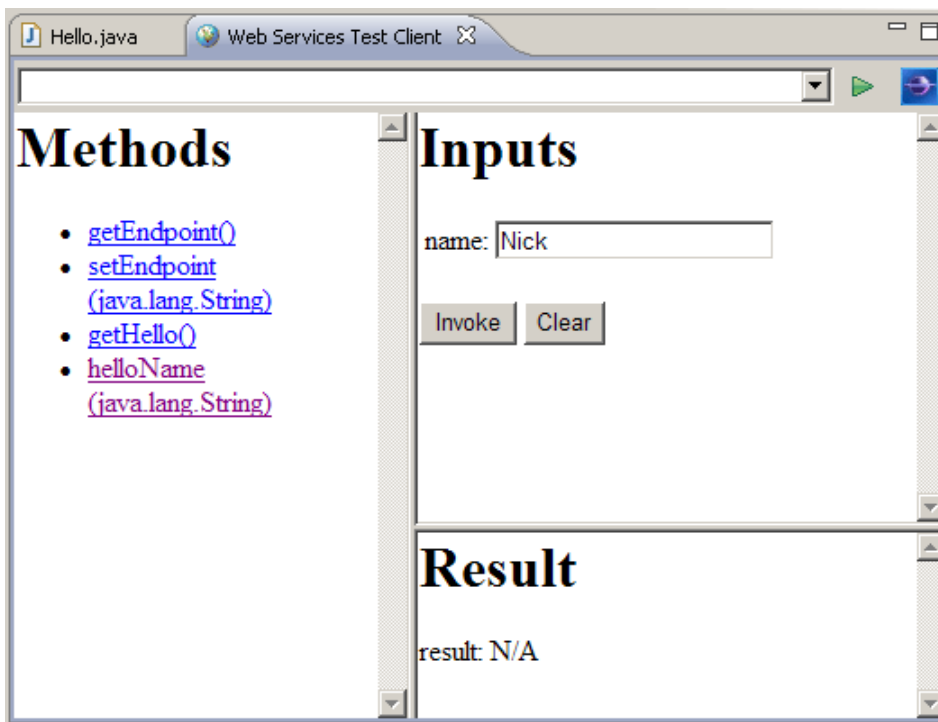 Hello.java
Web Services Test Client
Methods
getEndpoint()
setEndpoint
(java.lang.String)
getHello()
helloName
(java.lang.String)
Inputs
name: Nick
Invoke Clear
Result
result: N/A